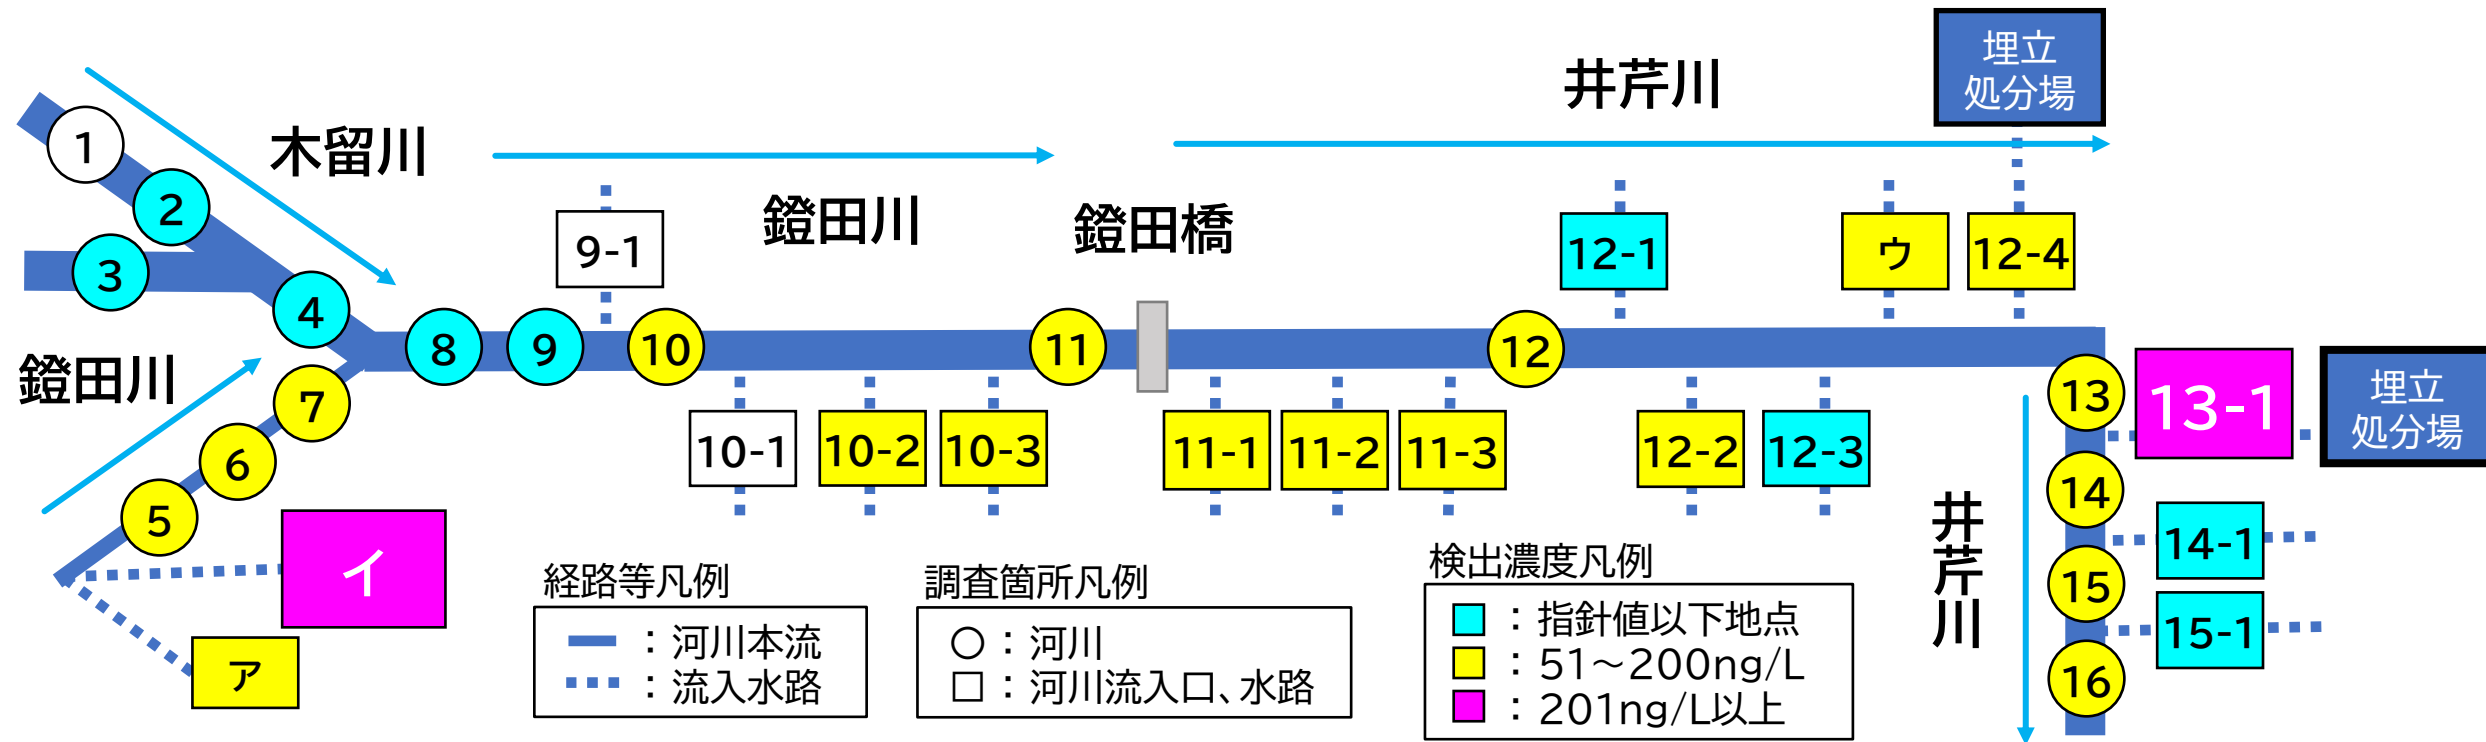 井芹川
埋立
処分場
木留川
鐙田川
鐙田橋
1
2
3
4
9-1
12-1
ウ
12-4
鐙田川
8
9
10
11
12
13
13-1
埋立
処分場
7
6
5
10-1
10-2
10-3
11-1
11-2
11-3
12-2
12-3
14
井芹川
14-1
15
15-1
16
イ
ア
経路等凡例
:河川本流
:流入水路
調査箇所凡例
:河川
:河川流入口、水路
検出濃度凡例
:指針値以下地点
:51～200ng/L
:201ng/L以上